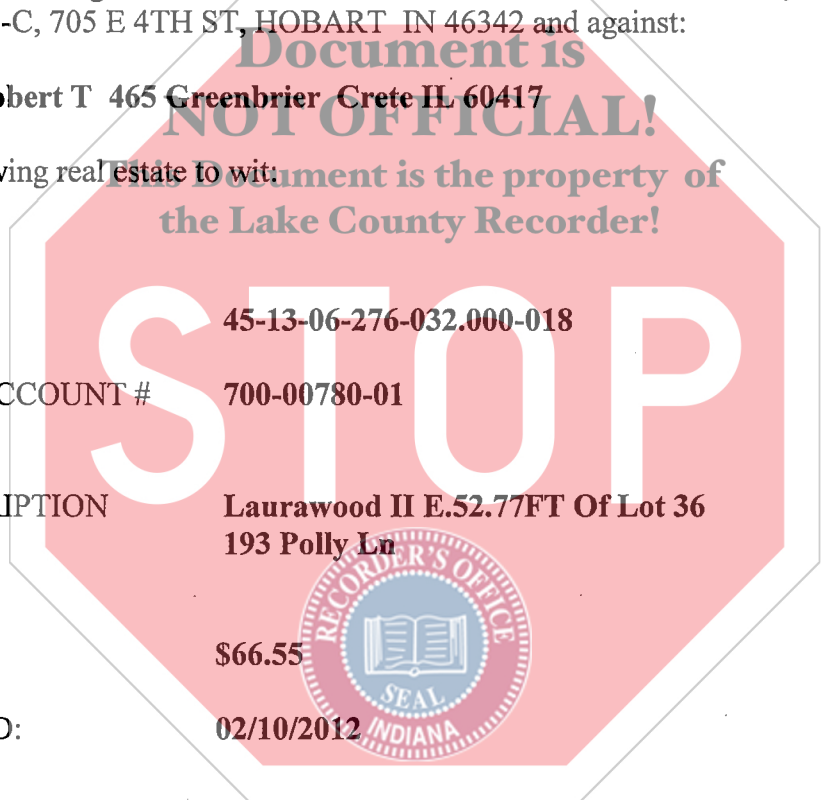 -C, 705 E 4TH ST, HOBART IN 46342 and against:
Document is
bert T 465 Greenbrier Crete IL 60417
NOT OFFICIAL!
ving real estate to wit:
This Document is the property of
the Lake County Recorder!
STOP
45-13-06-276-032.000-018
CCOUNT # 700-00780-01
IPTION Laurawood II E.52.77FT Of Lot 36
193 Polly Ln
RECORDER'S OFFICE
$66.55
SEAL
INDIANA
D: 02/10/2012